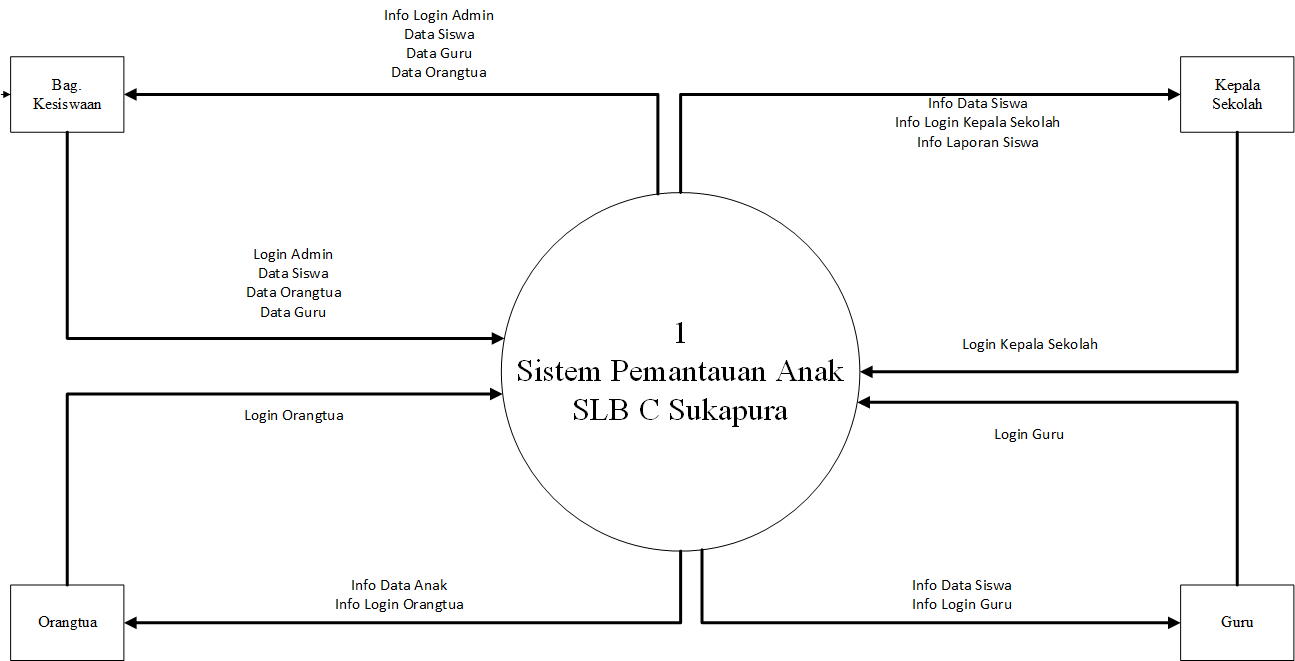 Info Login Admin
Data Siswa
Data Guru
Data Orangtua
Bag.
Kesiswaan
Kepala
Sekolah
Info Data Siswa
Info Login Kepala Sekolah
Info Laporan Siswa
Login Admin
Data Siswa
Data Orangtua
Data Guru
1
Sistem Pemantauan Anak
SLB C Sukapura
Login Kepala Sekolah
Login Orangtua
Login Guru
Info Data Anak
Info Login Orangtua
Info Data Siswa
Info Login Guru
Orangtua
Guru